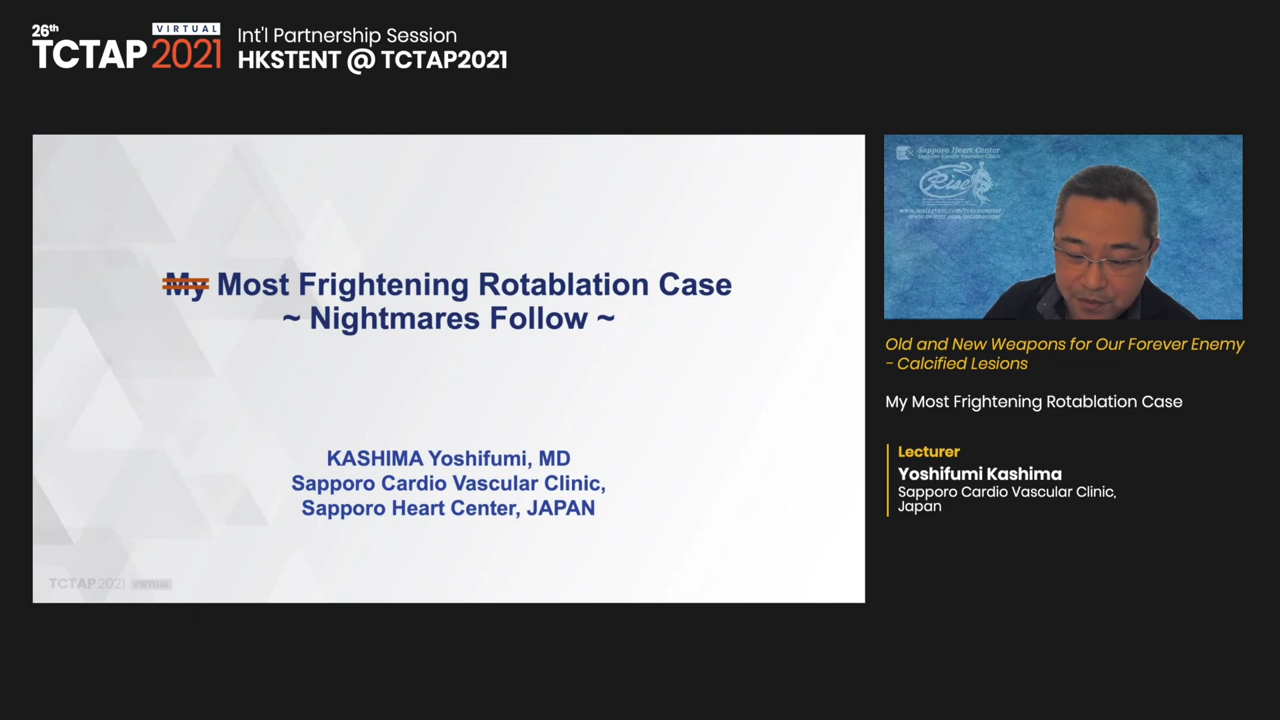 26th
VIRTUAL
TCTAP 2021
Int'l Partnership Session
HKSTENT @ TCTAP2021
My Most Frightening Rotablation Case
~ Nightmares Follow ~
KASHIMA Yoshifumi, MD
Sapporo Cardio Vascular Clinic,
Sapporo Heart Center, JAPAN
TCTAP2021 VIRTUAL
Sapporo Heart Center
Sapporo Cardio Vascular Clinic
Rise
Old and New Weapons for Our Forever Enemy
- Calcified Lesions
My Most Frightening Rotablation Case
Lecturer
Yoshifumi Kashima
Sapporo Cardio Vascular Clinic,
Japan